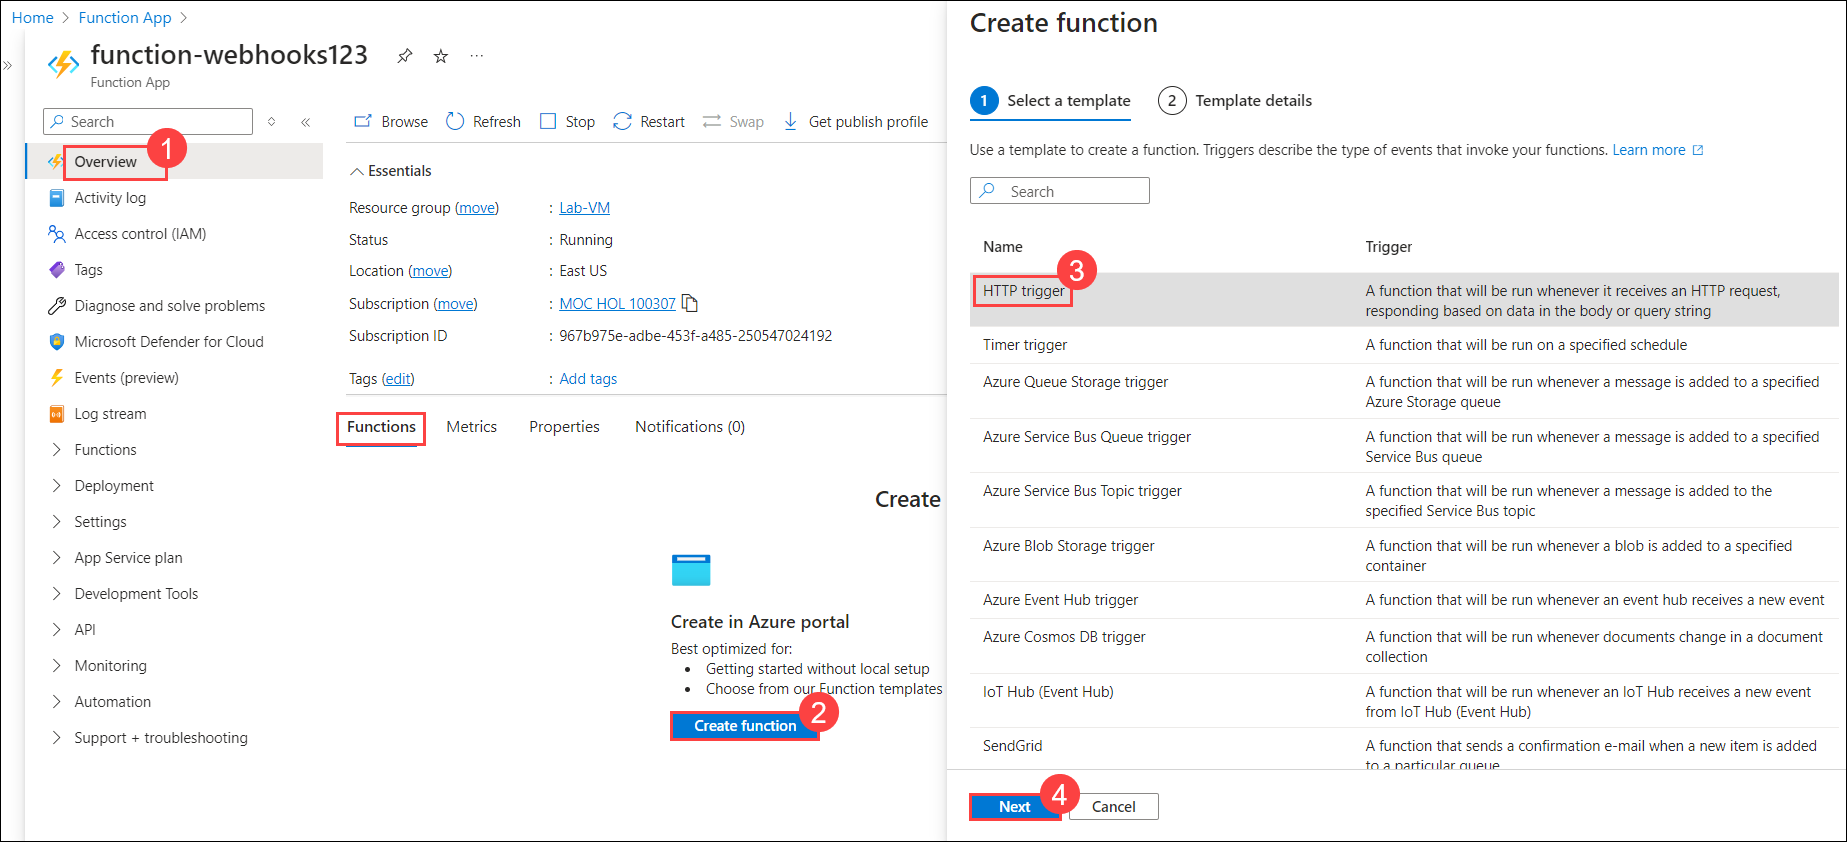 Home > Function App >
function-webhooks123
Function App
Search
1
Overview
Activity log
Access control (IAM)
Tags
Diagnose and solve problems
Microsoft Defender for Cloud
Events (preview)
Log stream
Functions
Deployment
Settings
App Service plan
Development Tools
API
Monitoring
Automation
Support + troubleshooting
Browse Refresh Stop Restart Swap Get publish profile
Essentials
Resource group (move) : Lab-VM
Status : Running
Location (move) : East US
Subscription (move) : MOC HOL 100307
Subscription ID : 967b975e-adbe-453f-a485-250547024192
Tags (edit) : Add tags
Functions Metrics Properties Notifications (0)
Create
Create in Azure portal
Best optimized for:
• Getting started without local setup
• Choose from our Function templates
Create function
2
Create function
1 Select a template 2 Template details
Use a template to create a function. Triggers describe the type of events that invoke your functions. Learn more
Search
Name Trigger
3
HTTP trigger A function that will be run whenever it receives an HTTP request,
responding based on data in the body or query string
Timer trigger A function that will be run on a specified schedule
Azure Queue Storage trigger A function that will be run whenever a message is added to a specified
Azure Storage queue
Azure Service Bus Queue trigger A function that will be run whenever a message is added to a specified
Service Bus queue
Azure Service Bus Topic trigger A function that will be run whenever a message is added to the
specified Service Bus topic
Azure Blob Storage trigger A function that will be run whenever a blob is added to a specified
container
Azure Event Hub trigger A function that will be run whenever an event hub receives a new event
Azure Cosmos DB trigger A function that will be run whenever documents change in a document
collection
IoT Hub (Event Hub) A function that will be run whenever an IoT Hub receives a new event
from IoT Hub (Event Hub)
SendGrid A function that sends a confirmation e-mail when a new item is added
to a particular queue
Next 4 Cancel